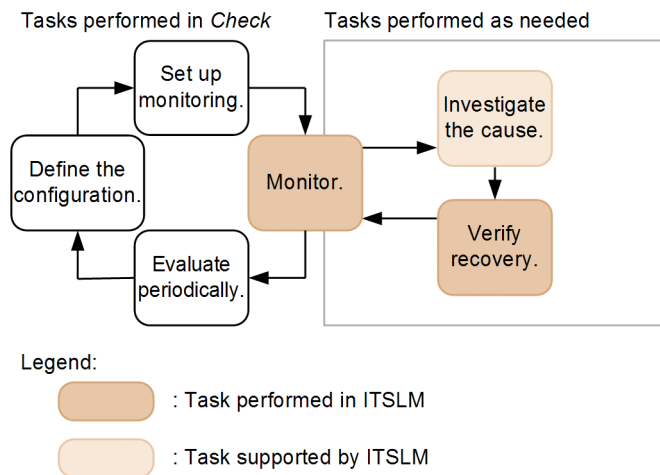 Tasks performed in Check
Tasks performed as needed
Set up
monitoring.
Investigate
the cause.
Define the
configuration.
Monitor.
Verify
recovery.
Evaluate
periodically.
Legend:
: Task performed in ITSLM
: Task supported by ITSLM